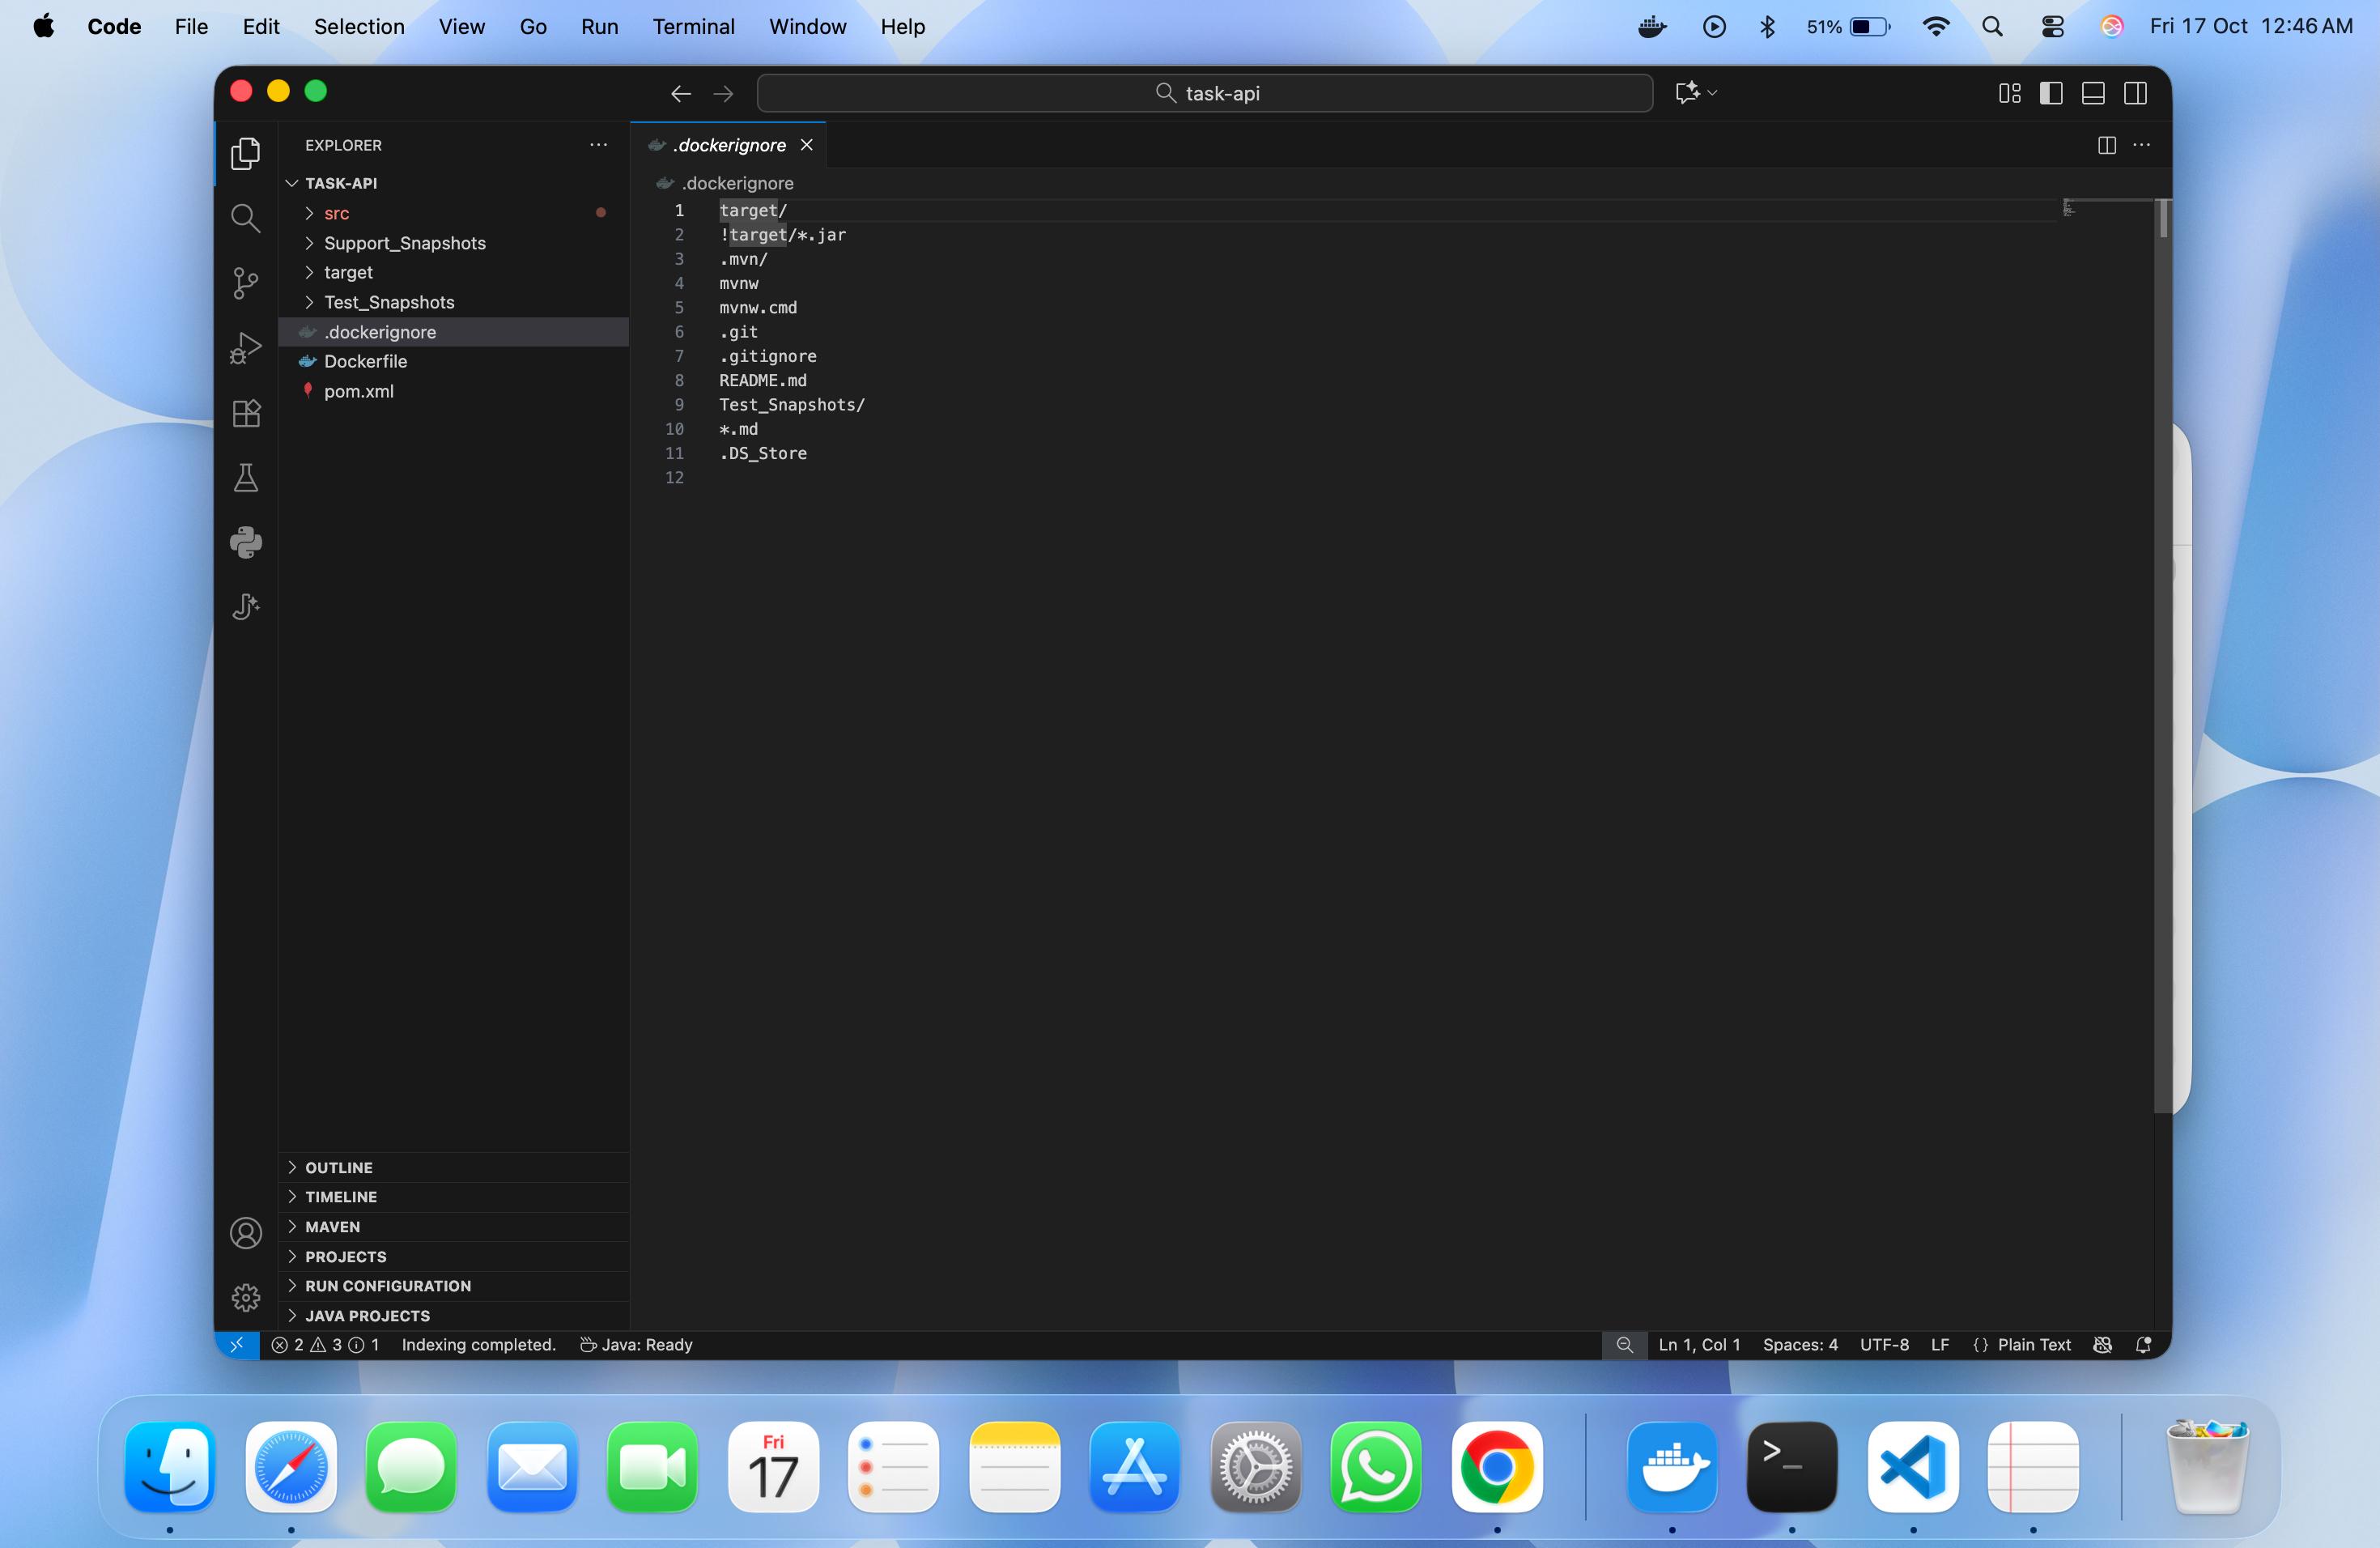 Code File Edit Selection View Go Run Terminal Window Help 51% Fri 17 Oct 12:46 AM
task-api
EXPLORER
TASK-API
src
Support_Snapshots
target
Test_Snapshots
.dockerignore
Dockerfile
pom.xml
OUTLINE
TIMELINE
MAVEN
PROJECTS
RUN CONFIGURATION
JAVA PROJECTS
.dockerignore
.dockerignore
1 target/
2 !target/*.jar
3 .mvn/
4 mvnw
5 mvnw.cmd
6 .git
7 .gitignore
8 README.md
9 Test_Snapshots/
10 *.md
11 .DS_Store
12
2 3 1 Indexing completed. Java: Ready Ln 1, Col 1 Spaces: 4 UTF-8 LF {} Plain Text
Fri
17
>_